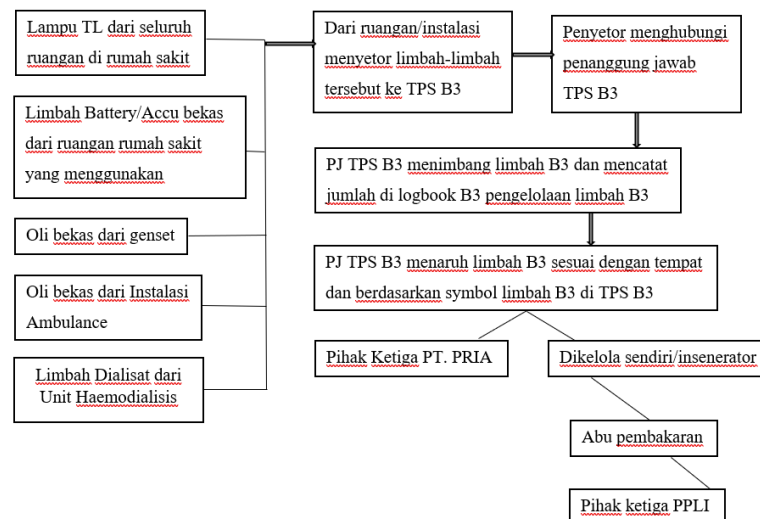 Lampu TL dari seluruh
ruangan di rumah sakit
Limbah Battery/Accu bekas
dari ruangan rumah sakit
yang menggunakan
Oli bekas dari genset
Oli bekas dari Instalasi
Ambulance
Limbah Dialisat dari
Unit Haemodialisis
Dari ruangan/instalasi
menyetor limbah-limbah
tersebut ke TPS B3
Penyetor menghubungi
penanggung jawab
TPS B3
PJ TPS B3 menimbang limbah B3 dan mencatat
jumlah di logbook B3 pengelolaan limbah B3
PJ TPS B3 menaruh limbah B3 sesuai dengan tempat
dan berdasarkan symbol limbah B3 di TPS B3
Pihak Ketiga PT. PRIA
Dikelola sendiri/insenerator
Abu pembakaran
Pihak ketiga PPLI